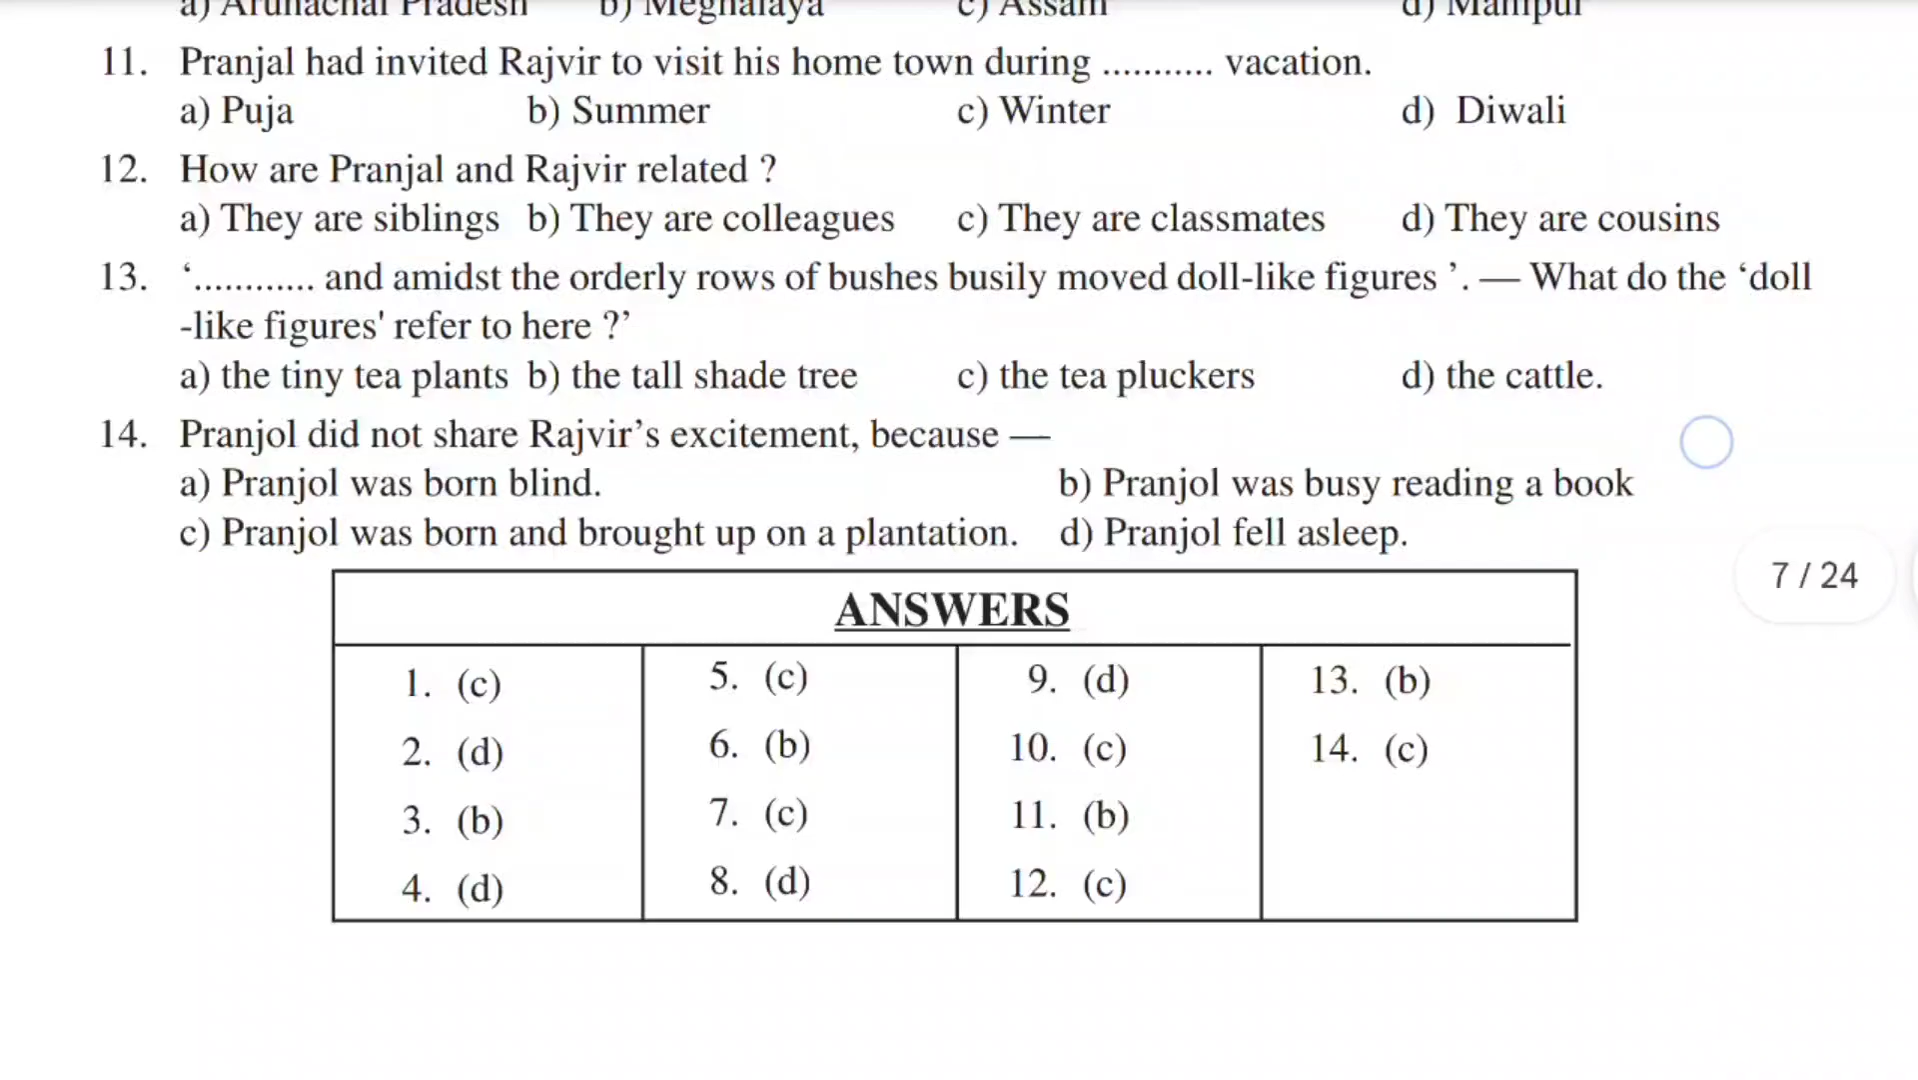 a) Arunachal Pradesh b) Meghalaya c) Assam d) Manipur
11. Pranjal had invited Rajvir to visit his home town during ........... vacation.
a) Puja b) Summer c) Winter d) Diwali
12. How are Pranjal and Rajvir related ?
a) They are siblings b) They are colleagues c) They are classmates d) They are cousins
13. ‘............ and amidst the orderly rows of bushes busily moved doll-like figures ’. — What do the ‘doll
-like figures' refer to here ?’
a) the tiny tea plants b) the tall shade tree c) the tea pluckers d) the cattle.
14. Pranjol did not share Rajvir’s excitement, because —
a) Pranjol was born blind. b) Pranjol was busy reading a book
c) Pranjol was born and brought up on a plantation. d) Pranjol fell asleep.
7 / 24
ANSWERS
1. (c) 5. (c) 9. (d) 13. (b)
2. (d) 6. (b) 10. (c) 14. (c)
3. (b) 7. (c) 11. (b)
4. (d) 8. (d) 12. (c)